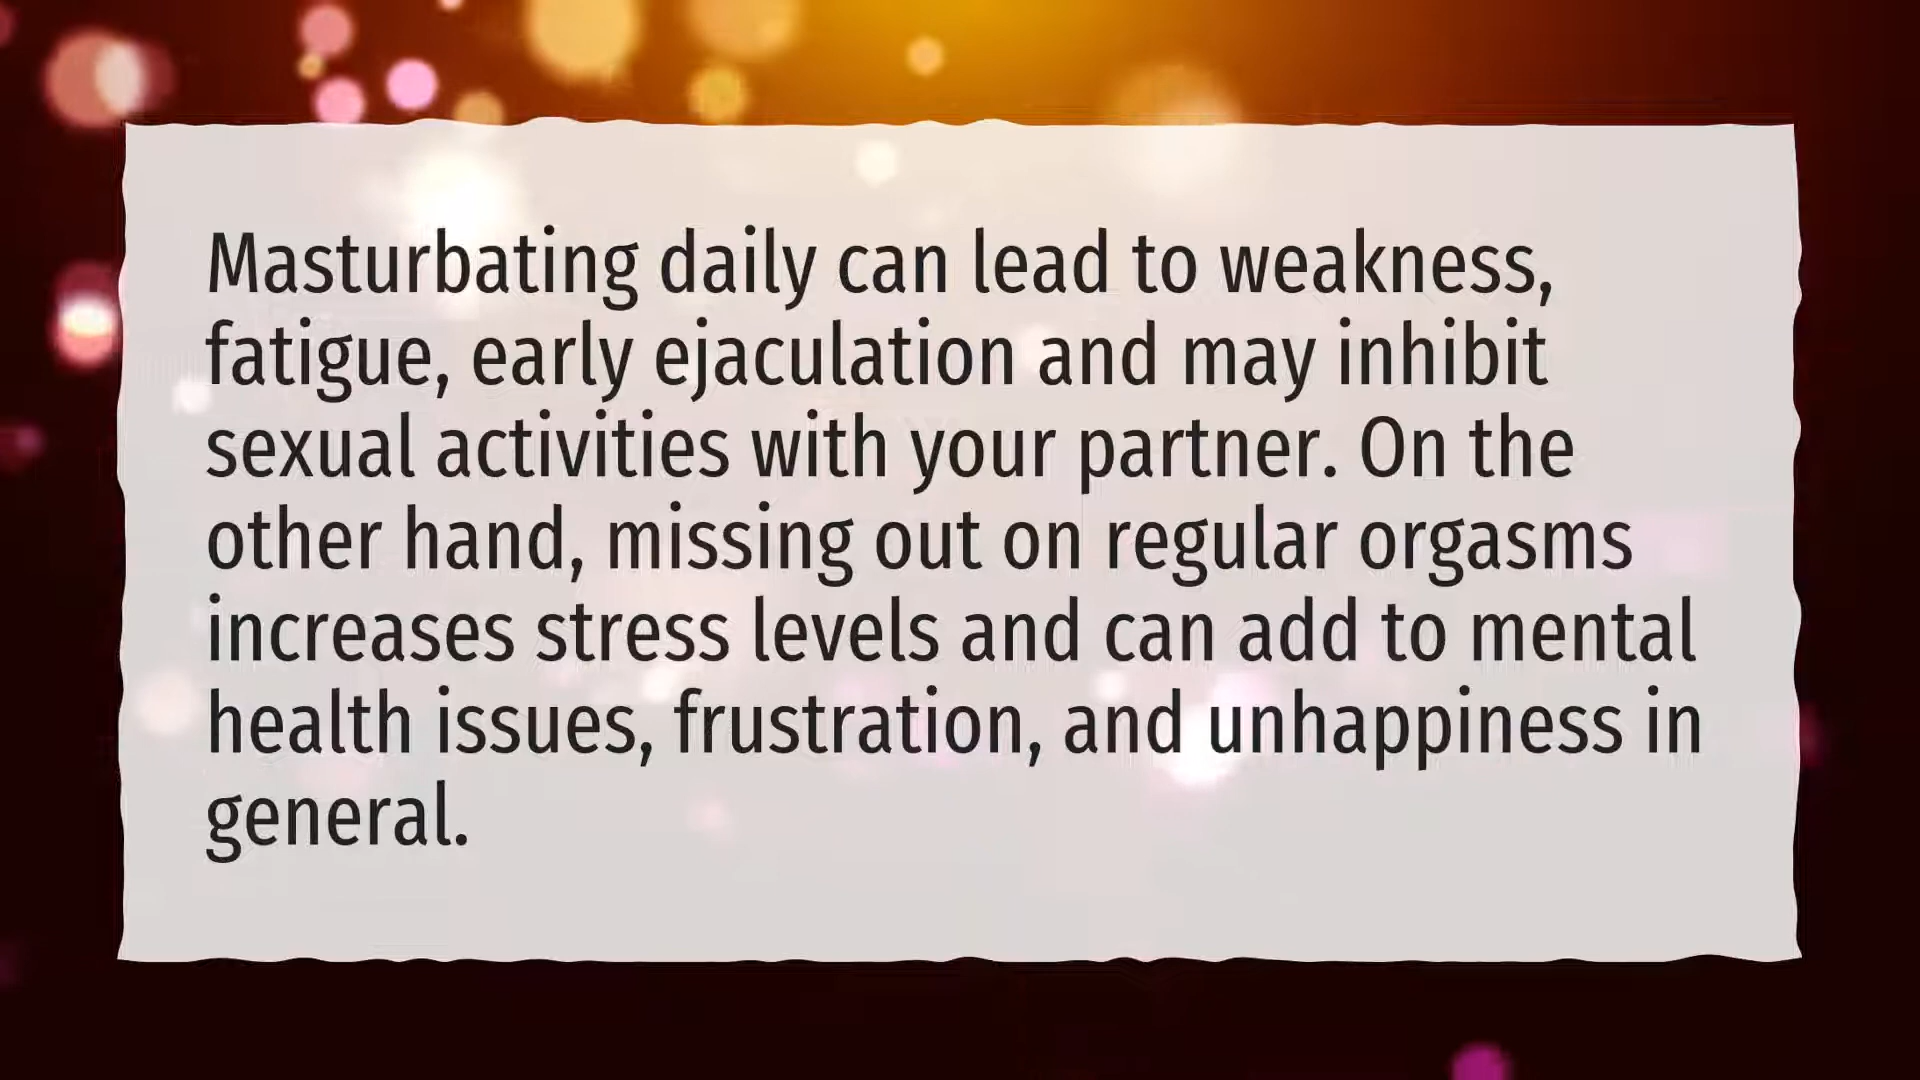 Masturbating daily can lead to weakness,
fatigue, early ejaculation and may inhibit
sexual activities with your partner. On the
other hand, missing out on regular orgasms
increases stress levels and can add to mental
health issues, frustration, and unhappiness in
general.